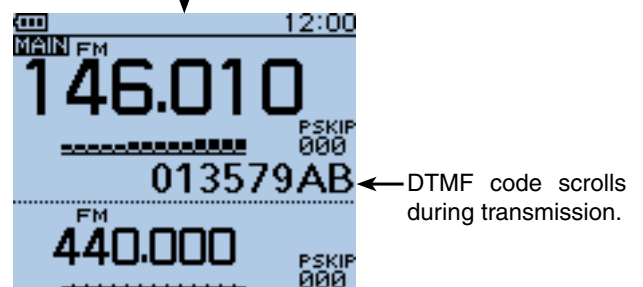 12:00
MAIN FM
146.010
PSKIP
000
013579AB
DTMF code scrolls
during transmission.
FM
440.000
PSKIP
000